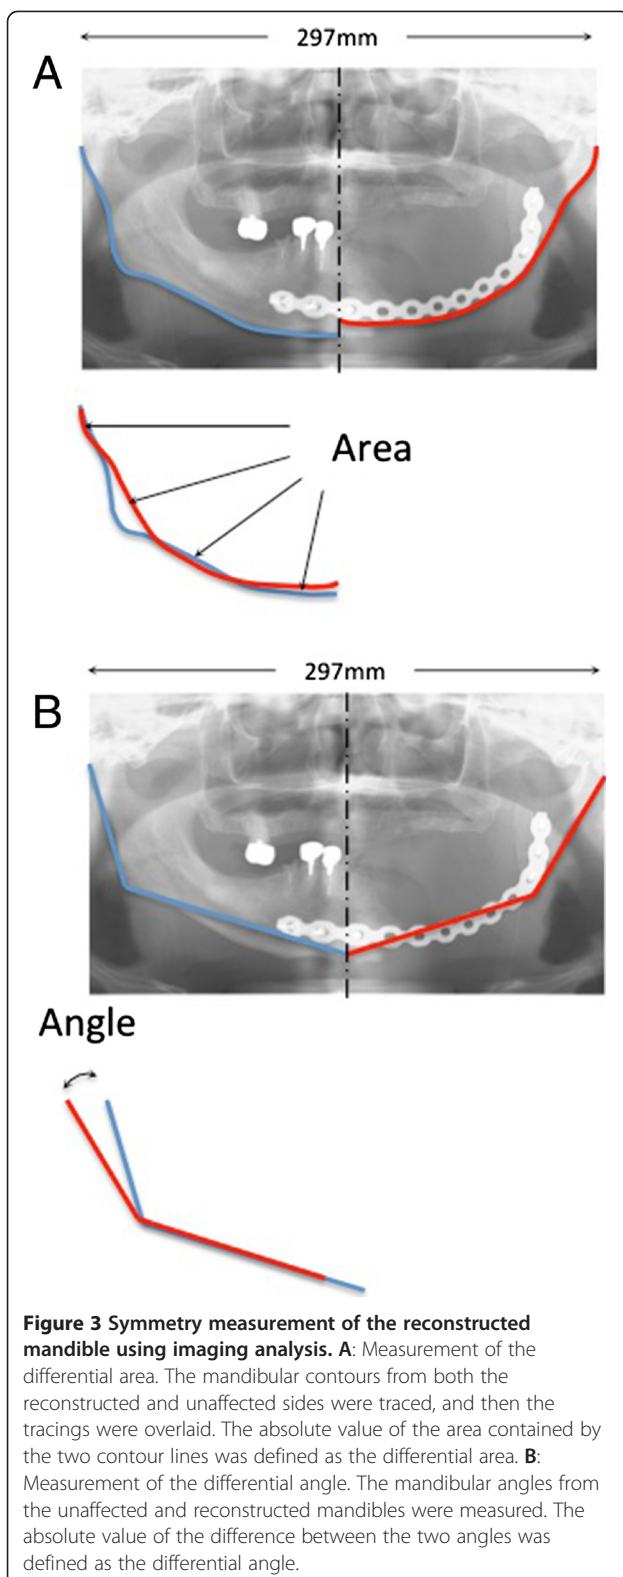 297mm
A
Area
297mm
B
Angle
Figure 3 Symmetry measurement of the reconstructed
mandible using imaging analysis. A: Measurement of the
differential area. The mandibular contours from both the
reconstructed and unaffected sides were traced, and then the
tracings were overlaid. The absolute value of the area contained by
the two contour lines was defined as the differential area. B:
Measurement of the differential angle. The mandibular angles from
the unaffected and reconstructed mandibles were measured. The
absolute value of the difference between the two angles was
defined as the differential angle.